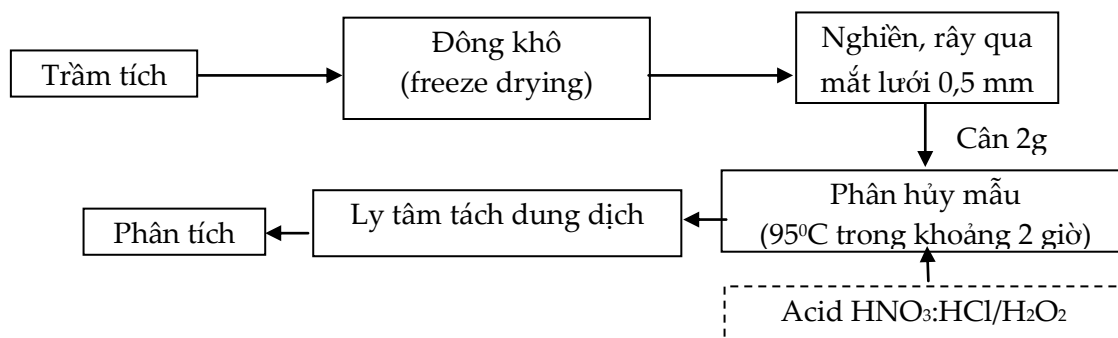 Trầm tích
Đông khô
(freeze drying)
Nghiền, rây qua
mắt lưới 0,5 mm
Cân 2g
Phân hủy mẫu
(95⁰C trong khoảng 2 giờ)
Acid HNO₃:HCl/H₂O₂
Ly tâm tách dung dịch
Phân tích